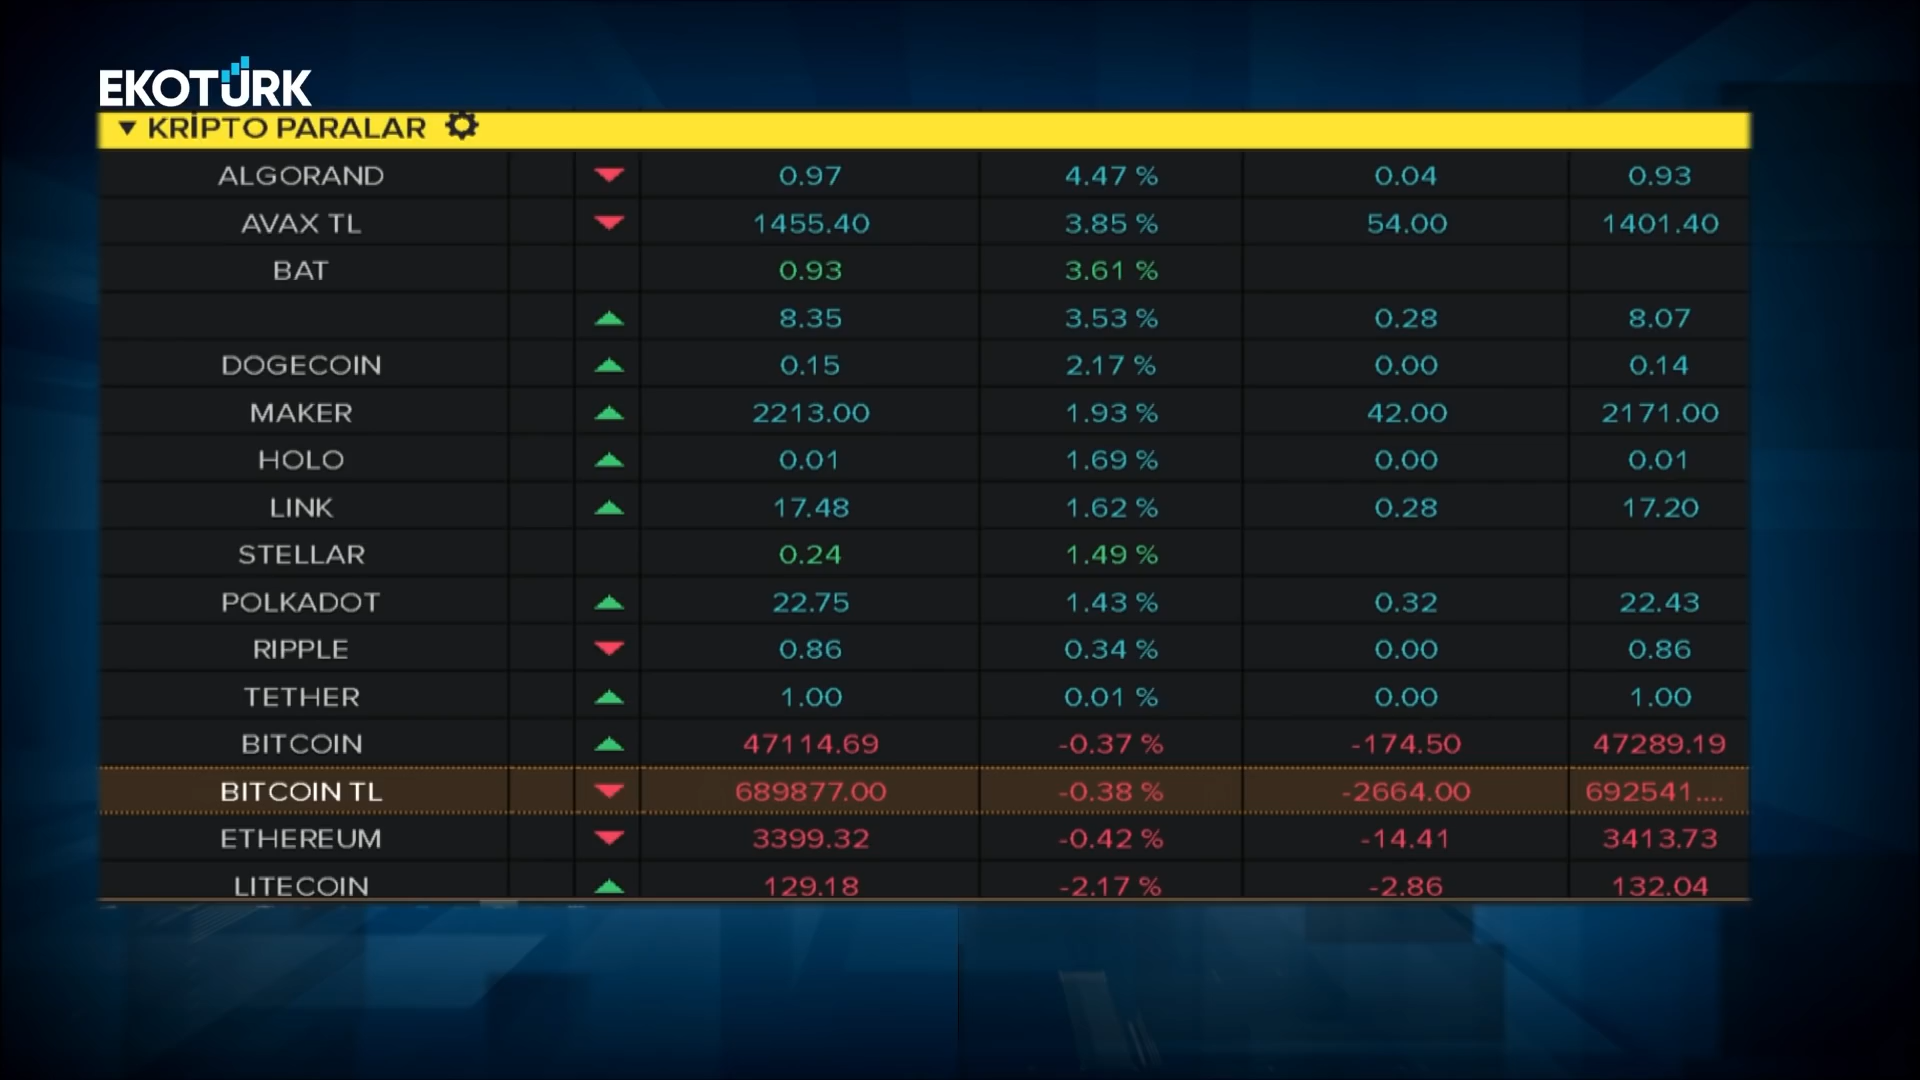 EKOTÜRK
▼ KRİPTO PARALAR
ALGORAND 0.97 4.47 % 0.04 0.93
AVAX TL 1455.40 3.85 % 54.00 1401.40
BAT 0.93 3.61 %
8.35 3.53 % 0.28 8.07
DOGECOIN 0.15 2.17 % 0.00 0.14
MAKER 2213.00 1.93 % 42.00 2171.00
HOLO 0.01 1.69 % 0.00 0.01
LINK 17.48 1.62 % 0.28 17.20
STELLAR 0.24 1.49 %
POLKADOT 22.75 1.43 % 0.32 22.43
RIPPLE 0.86 0.34 % 0.00 0.86
TETHER 1.00 0.01 % 0.00 1.00
BITCOIN 47114.69 -0.37 % -174.50 47289.19
BITCOIN TL 689877.00 -0.38 % -2664.00 692541....
ETHEREUM 3399.32 -0.42 % -14.41 3413.73
LITECOIN 129.18 -2.17 % -2.86 132.04